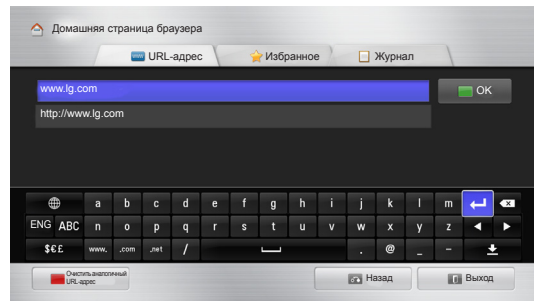 Домашняя страница браузера
www URL-адрес Избранное Журнал
www.lg.com OK
http://www.lg.com
a b c d e f g h i j k l m
ENG ABC n o p q r s t u v w x y z
$€£ www. .com .net / . @ _ -
Очистить аналогичный
URL-адрес
Назад Выход